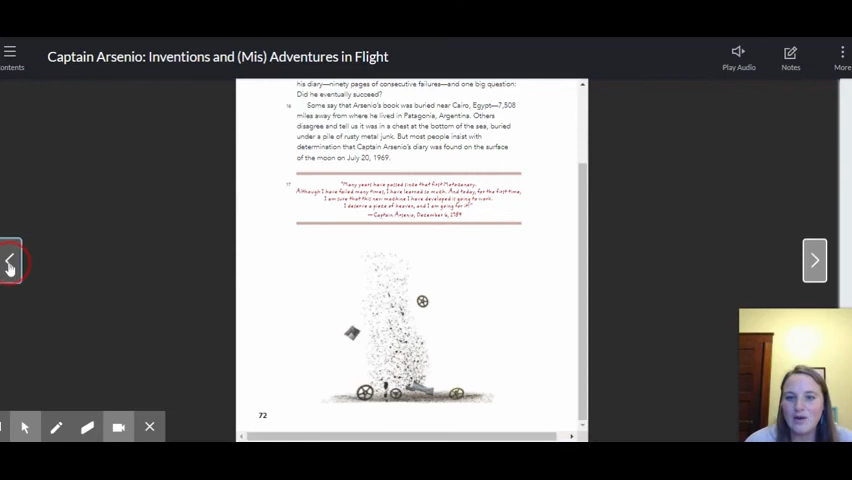 Captain Arsenio: Inventions and (Mis) Adventures in Flight
ontents
Play Audio
Notes
More
his diary—ninety pages of consecutive failures—and one big question:
Did he eventually succeed?
16 Some say that Arsenio's book was buried near Cairo, Egypt—7,508
miles away from where he lived in Patagonia, Argentina. Others
disagree and tell us it was in a chest at the bottom of the sea, buried
under a pile of rusty metal junk. But most people insist with
determination that Captain Arsenio's diary was found on the surface
of the moon on July 20, 1969.
17 "Many years have passed since that first Motocanary.
Although I have failed many times, I have learned so much. And today, for the first time,
I am sure that this new machine I have developed is going to work.
I deserve a piece of heaven, and I am going for it!"
—Captain Arsenio, December 6, 1789
72